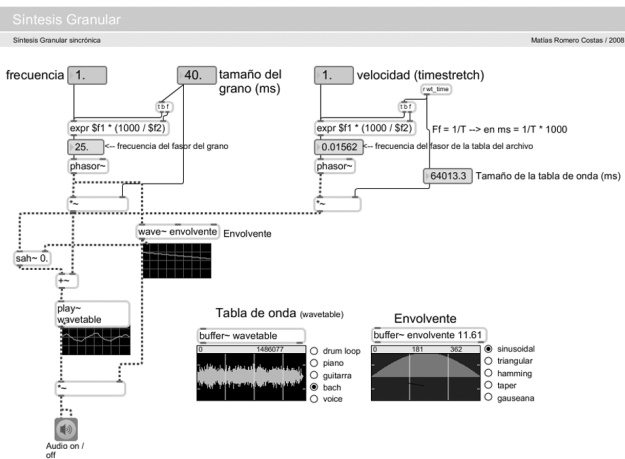 Síntesis Granular
Síntesis Granular sincrónica
Matías Romero Costas / 2008
frecuencia
1.
40.
tamaño del
grano (ms)
1.
velocidad (timestretch)
r wt_time
t b f
t b f
expr $f1 * (1000 / $f2)
expr $f1 * (1000 / $f2)
Ff = 1/T --> en ms = 1/T * 1000
25.
<-- frecuencia del fasor del grano
0.01562
<-- frecuencia del fasor de la tabla del archivo
phasor~
phasor~
64013.3
Tamaño de la tabla de onda (ms)
*~
*~
wave~ envolvente
Envolvente
sah~ 0.
+~
play~
wavetable
Tabla de onda (wavetable)
Envolvente
buffer~ wavetable
buffer~ envolvente 11.61
0
1486077
0
181
362
drum loop
piano
guitarra
bach
voice
sinusoidal
triangular
hamming
taper
gauseana
*~
Audio on /
off